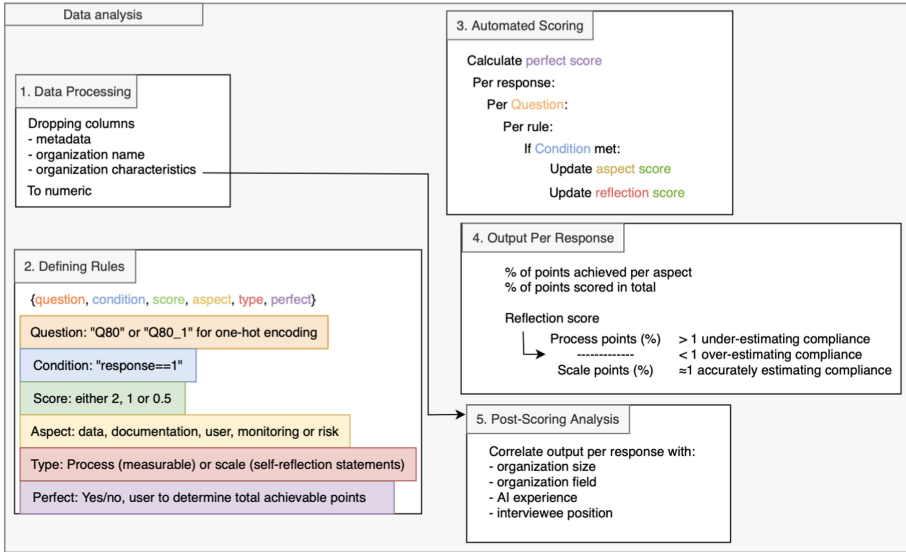 Data analysis
1. Data Processing
Dropping columns
- metadata
- organization name
- organization characteristics
To numeric
2. Defining Rules
{question, condition, score, aspect, type, perfect}
Question: "Q80" or "Q80_1" for one-hot encoding
Condition: "response==1"
Score: either 2, 1 or 0.5
Aspect: data, documentation, user, monitoring or risk
Type: Process (measurable) or scale (self-reflection statements)
Perfect: Yes/no, user to determine total achievable points
3. Automated Scoring
Calculate perfect score
Per response:
Per Question:
Per rule:
If Condition met:
Update aspect score
Update reflection score
4. Output Per Response
% of points achieved per aspect
% of points scored in total
Reflection score
Process points (%) > 1 under-estimating compliance
------------- < 1 over-estimating compliance
Scale points (%) ≈1 accurately estimating compliance
5. Post-Scoring Analysis
Correlate output per response with:
- organization size
- organization field
- AI experience
- interviewee position